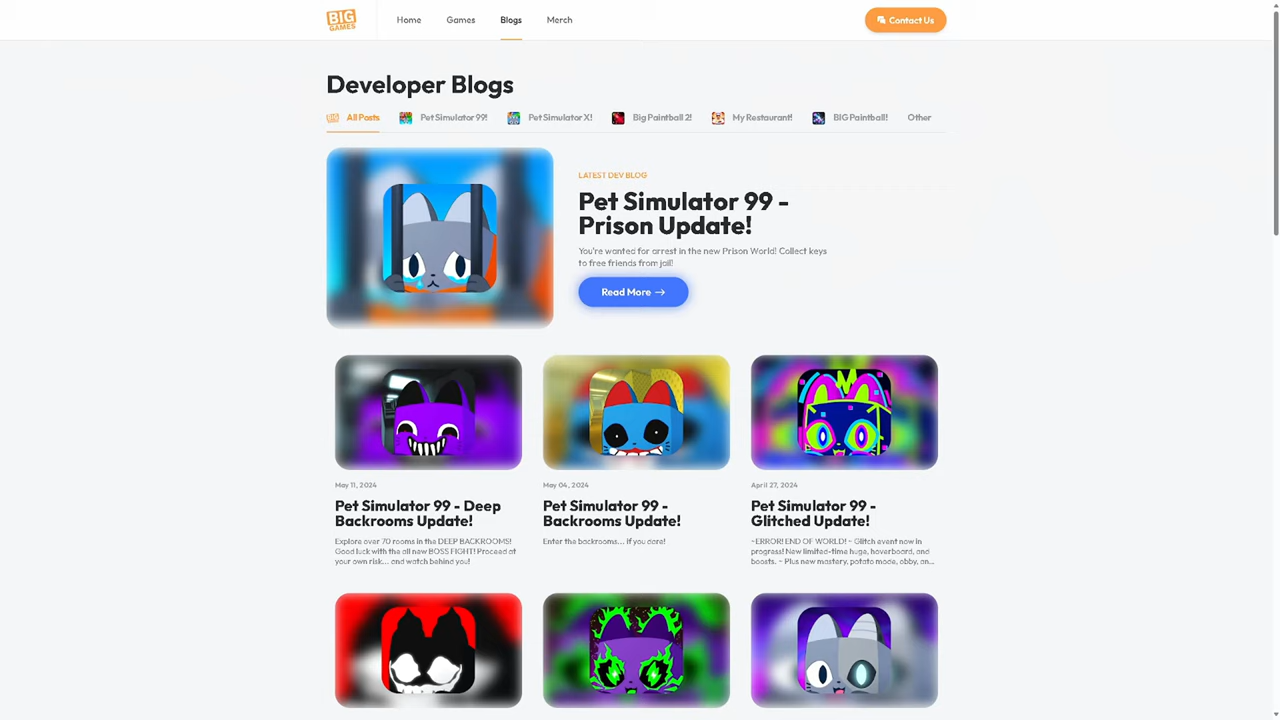 BIG
GAMES
Home
Games
Blogs
Merch
Contact Us
Developer Blogs
All Posts
Pet Simulator 99!
Pet Simulator X!
Big Paintball 2!
My Restaurant!
BIG Paintball!
Other
LATEST DEV BLOG
Pet Simulator 99 -
Prison Update!
You're wanted for arrest in the new Prison World! Collect keys
to free friends from jail!
Read More →
May 11, 2024
Pet Simulator 99 - Deep
Backrooms Update!
Explore over 70 rooms in the DEEP BACKROOMS!
Good luck with the all new BOSS FIGHT! Proceed at
your own risk... and watch behind you!
May 04, 2024
Pet Simulator 99 -
Backrooms Update!
Enter the backrooms... if you dare!
April 27, 2024
Pet Simulator 99 -
Glitched Update!
~ERROR! END OF WORLD! ~ Glitch event now in
progress! New limited-time huge, hoverboard, and
boosts. ~ Plus new mastery, potato mode, obby, an...